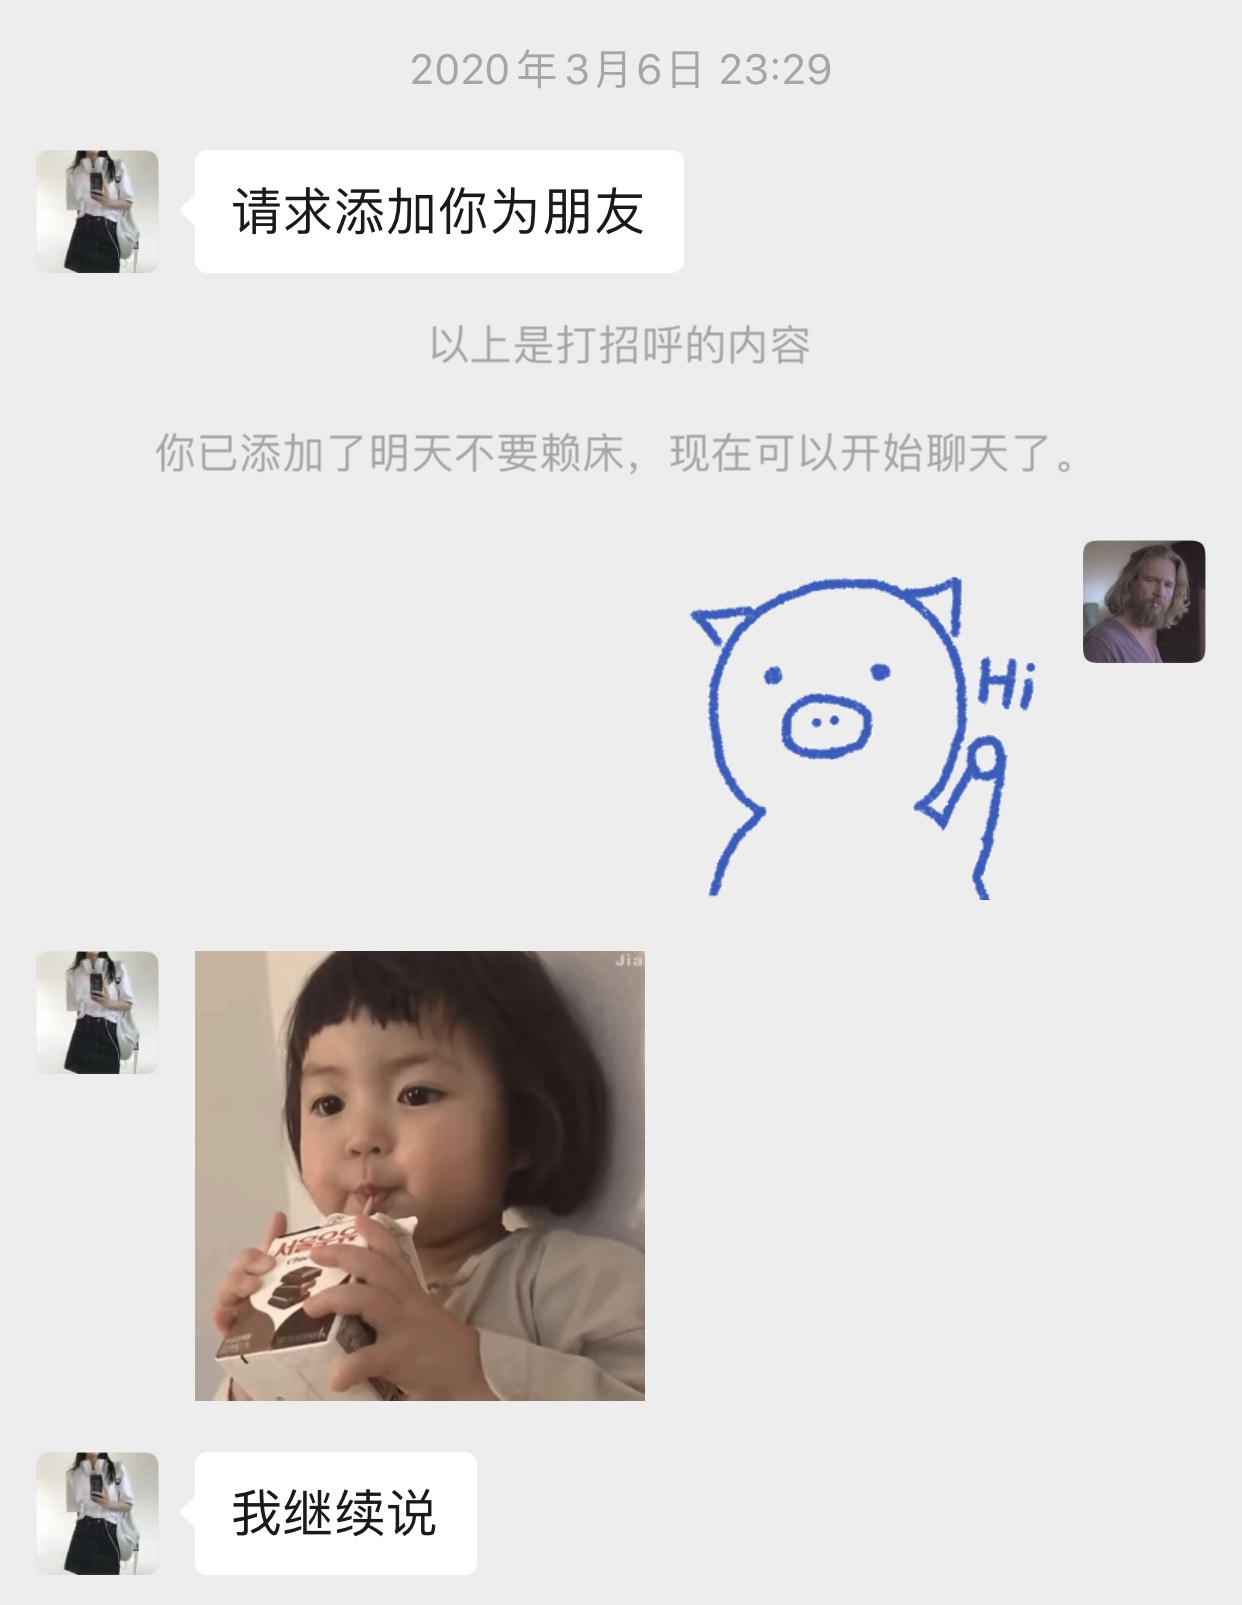 2020年3月6日 23:29
请求添加你为朋友
以上是打招呼的内容
你已添加了明天不要赖床，现在可以开始聊天了。
Hi
Jia
서울우유
我继续说